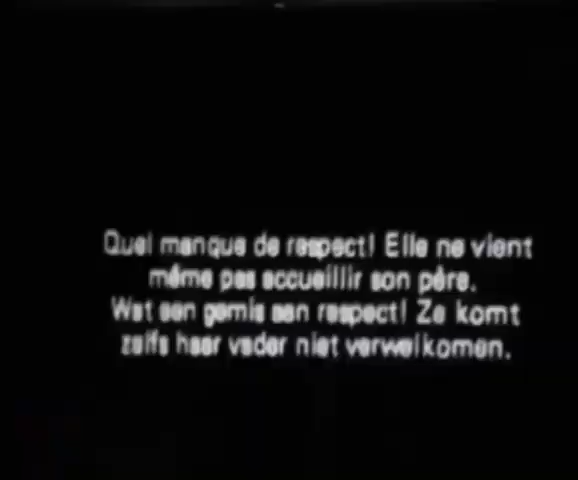 Quel manque de respect! Elle ne vient
même pas accueillir son père.
Wat een gemis aan respect! Ze komt
zelfs haar vader niet verwelkomen.